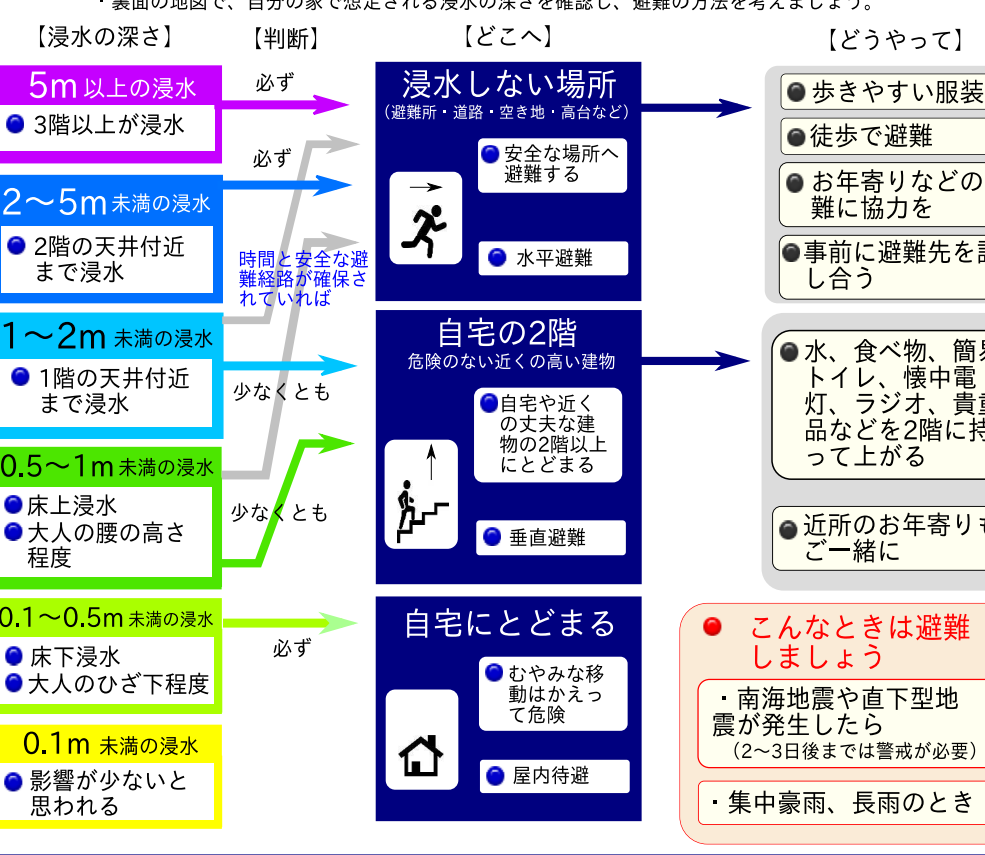 ・裏面の地図で、自分の家で想定される浸水の深さを確認し、避難の方法を考えましょう。
【浸水の深さ】
【判断】
【どこへ】
【どうやって】
5m以上の浸水
3階以上が浸水
2～5m未満の浸水
2階の天井付近
まで浸水
1～2m未満の浸水
1階の天井付近
まで浸水
0.5～1m未満の浸水
床上浸水
大人の腰の高さ
程度
0.1～0.5m未満の浸水
床下浸水
大人のひざ下程度
0.1m未満の浸水
影響が少ないと
思われる
必ず
必ず
時間と安全な避
難経路が確保さ
れていれば
少なくとも
少なくとも
必ず
浸水しない場所
（避難所・道路・空き地・高台など）
安全な場所へ
避難する
水平避難
自宅の2階
危険のない近くの高い建物
自宅や近く
の丈夫な建
物の2階以上
にとどまる
垂直避難
自宅にとどまる
むやみな移
動はかえっ
て危険
屋内待避
歩きやすい服装
徒歩で避難
お年寄りなどの
難に協力を
事前に避難先を
し合う
水、食べ物、簡
トイレ、懐中電
灯、ラジオ、貴
品などを2階に
って上がる
近所のお年寄り
ご一緒に
こんなときは避難
しましょう
・南海地震や直下型地
震が発生したら
（2～3日後までは警戒が必要）
・集中豪雨、長雨のとき